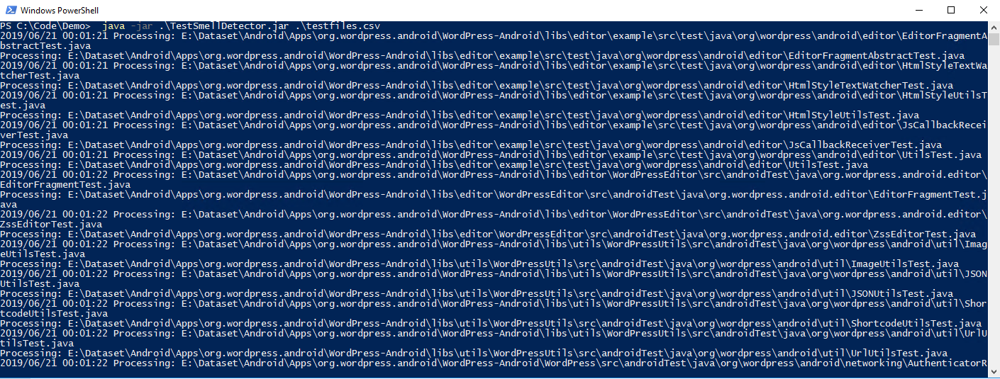 Windows PowerShell
PS C:\Code\Demo>  java -jar .\TestSmellDetector.jar .\testfiles.csv
2019/06/21 00:01:21 Processing: E:\Dataset\Android\Apps\org.wordpress.android\WordPress-Android\libs\editor\example\src\test\java\org\wordpress\android\editor\EditorFragmentA
bstractTest.java
Processing: E:\Dataset\Android\Apps\org.wordpress.android\WordPress-Android\libs\editor\example\src\test\java\org\wordpress\android\editor\EditorFragmentAbstractTest.java
2019/06/21 00:01:21 Processing: E:\Dataset\Android\Apps\org.wordpress.android\WordPress-Android\libs\editor\example\src\test\java\org\wordpress\android\editor\HtmlStyleTextWa
tcherTest.java
Processing: E:\Dataset\Android\Apps\org.wordpress.android\WordPress-Android\libs\editor\example\src\test\java\org\wordpress\android\editor\HtmlStyleTextWatcherTest.java
2019/06/21 00:01:21 Processing: E:\Dataset\Android\Apps\org.wordpress.android\WordPress-Android\libs\editor\example\src\test\java\org\wordpress\android\editor\HtmlStyleUtilsT
est.java
Processing: E:\Dataset\Android\Apps\org.wordpress.android\WordPress-Android\libs\editor\example\src\test\java\org\wordpress\android\editor\HtmlStyleUtilsTest.java
2019/06/21 00:01:21 Processing: E:\Dataset\Android\Apps\org.wordpress.android\WordPress-Android\libs\editor\example\src\test\java\org\wordpress\android\editor\JsCallbackRecei
verTest.java
Processing: E:\Dataset\Android\Apps\org.wordpress.android\WordPress-Android\libs\editor\example\src\test\java\org\wordpress\android\editor\JsCallbackReceiverTest.java
2019/06/21 00:01:21 Processing: E:\Dataset\Android\Apps\org.wordpress.android\WordPress-Android\libs\editor\example\src\test\java\org\wordpress\android\editor\UtilsTest.java
Processing: E:\Dataset\Android\Apps\org.wordpress.android\WordPress-Android\libs\editor\example\src\test\java\org\wordpress\android\editor\UtilsTest.java
2019/06/21 00:01:22 Processing: E:\Dataset\Android\Apps\org.wordpress.android\WordPress-Android\libs\editor\WordPressEditor\src\androidTest\java\org.wordpress.android.editor\
EditorFragmentTest.java
Processing: E:\Dataset\Android\Apps\org.wordpress.android\WordPress-Android\libs\editor\WordPressEditor\src\androidTest\java\org.wordpress.android.editor\EditorFragmentTest.j
ava
2019/06/21 00:01:22 Processing: E:\Dataset\Android\Apps\org.wordpress.android\WordPress-Android\libs\editor\WordPressEditor\src\androidTest\java\org.wordpress.android.editor\
ZssEditorTest.java
Processing: E:\Dataset\Android\Apps\org.wordpress.android\WordPress-Android\libs\editor\WordPressEditor\src\androidTest\java\org.wordpress.android.editor\ZssEditorTest.java
2019/06/21 00:01:22 Processing: E:\Dataset\Android\Apps\org.wordpress.android\WordPress-Android\libs\utils\WordPressUtils\src\androidTest\java\org\wordpress\android\util\Imag
eUtilsTest.java
Processing: E:\Dataset\Android\Apps\org.wordpress.android\WordPress-Android\libs\utils\WordPressUtils\src\androidTest\java\org\wordpress\android\util\ImageUtilsTest.java
2019/06/21 00:01:22 Processing: E:\Dataset\Android\Apps\org.wordpress.android\WordPress-Android\libs\utils\WordPressUtils\src\androidTest\java\org\wordpress\android\util\JSON
UtilsTest.java
Processing: E:\Dataset\Android\Apps\org.wordpress.android\WordPress-Android\libs\utils\WordPressUtils\src\androidTest\java\org\wordpress\android\util\JSONUtilsTest.java
2019/06/21 00:01:22 Processing: E:\Dataset\Android\Apps\org.wordpress.android\WordPress-Android\libs\utils\WordPressUtils\src\androidTest\java\org\wordpress\android\util\Shor
tcodeUtilsTest.java
Processing: E:\Dataset\Android\Apps\org.wordpress.android\WordPress-Android\libs\utils\WordPressUtils\src\androidTest\java\org\wordpress\android\util\ShortcodeUtilsTest.java
2019/06/21 00:01:22 Processing: E:\Dataset\Android\Apps\org.wordpress.android\WordPress-Android\libs\utils\WordPressUtils\src\androidTest\java\org\wordpress\android\util\UrlU
tilsTest.java
Processing: E:\Dataset\Android\Apps\org.wordpress.android\WordPress-Android\libs\utils\WordPressUtils\src\androidTest\java\org\wordpress\android\util\UrlUtilsTest.java
2019/06/21 00:01:22 Processing: E:\Dataset\Android\Apps\org.wordpress.android\WordPress-Android\WordPress\src\androidTest\java\org\wordpress\android\networking\AuthenticatorR